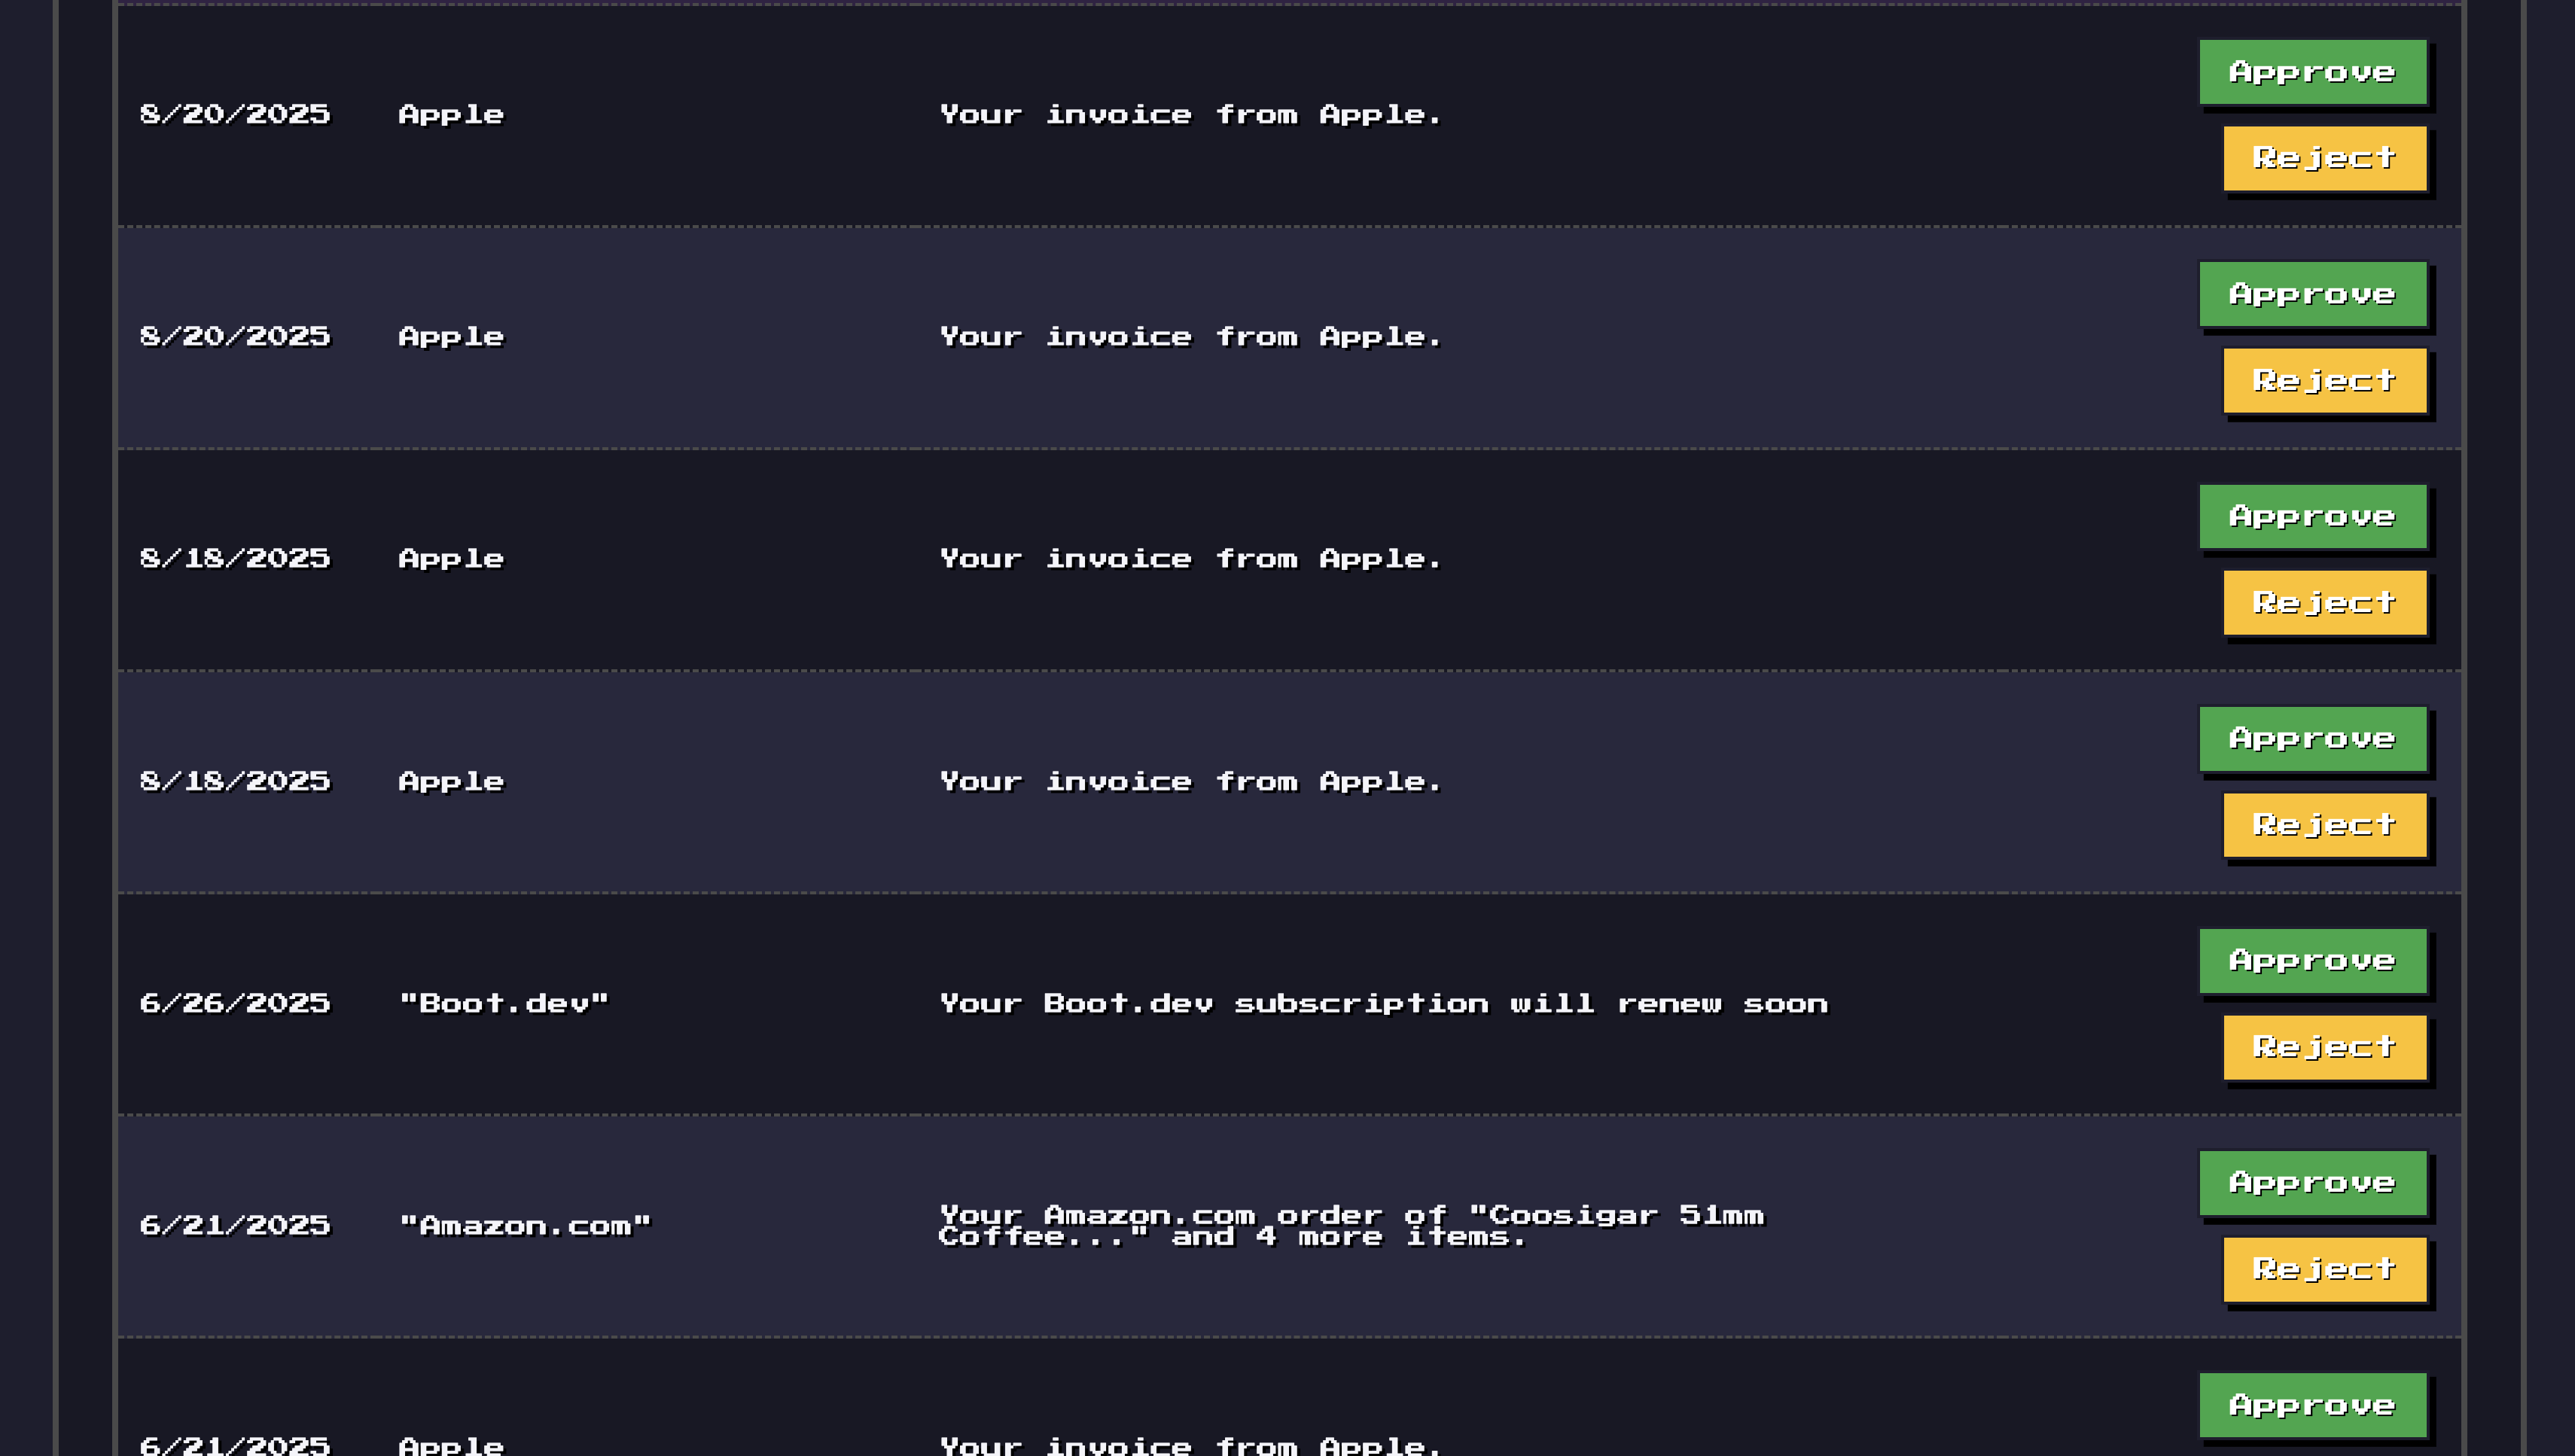 Approve
8/20/2025 Apple Your invoice from Apple.
Reject
Approve
8/20/2025 Apple Your invoice from Apple.
Reject
Approve
8/18/2025 Apple Your invoice from Apple.
Reject
Approve
8/18/2025 Apple Your invoice from Apple.
Reject
Approve
6/26/2025 "Boot.dev" Your Boot.dev subscription will renew soon
Reject
Approve
6/21/2025 "Amazon.com" Your Amazon.com order of "Coosigar 51mm
Coffee..." and 4 more items.
Reject
Approve
6/21/2025 Apple Your invoice from Apple.